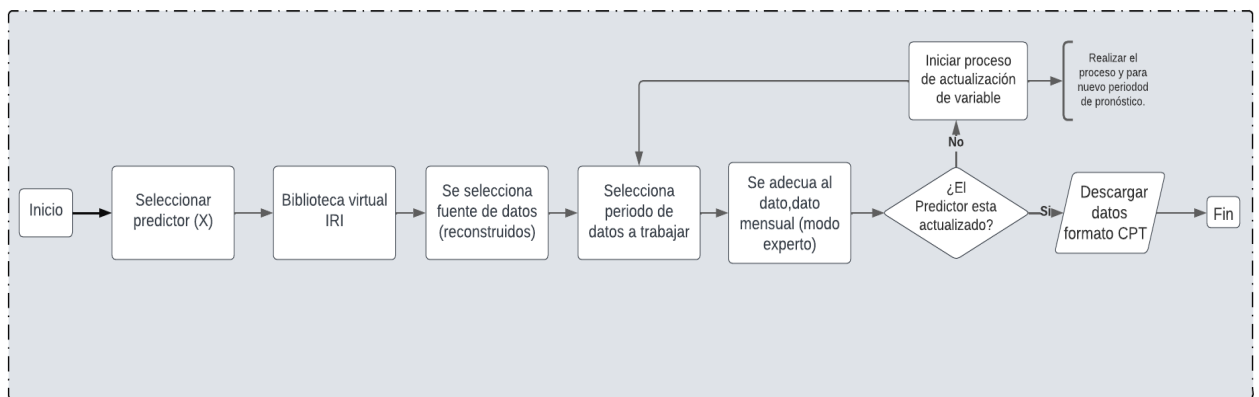 Inicio
Seleccionar
predictor (X)
Biblioteca virtual
IRI
Se selecciona
fuente de datos
(reconstruidos)
Selecciona
periodo de
datos a trabajar
Se adecua al
dato,dato
mensual (modo
experto)
¿El
Predictor esta
actualizado?
No
Iniciar proceso
de actualización
de variable
Realizar el
proceso y para
nuevo periodod
de pronóstico.
Si
Descargar
datos
formato CPT
Fin